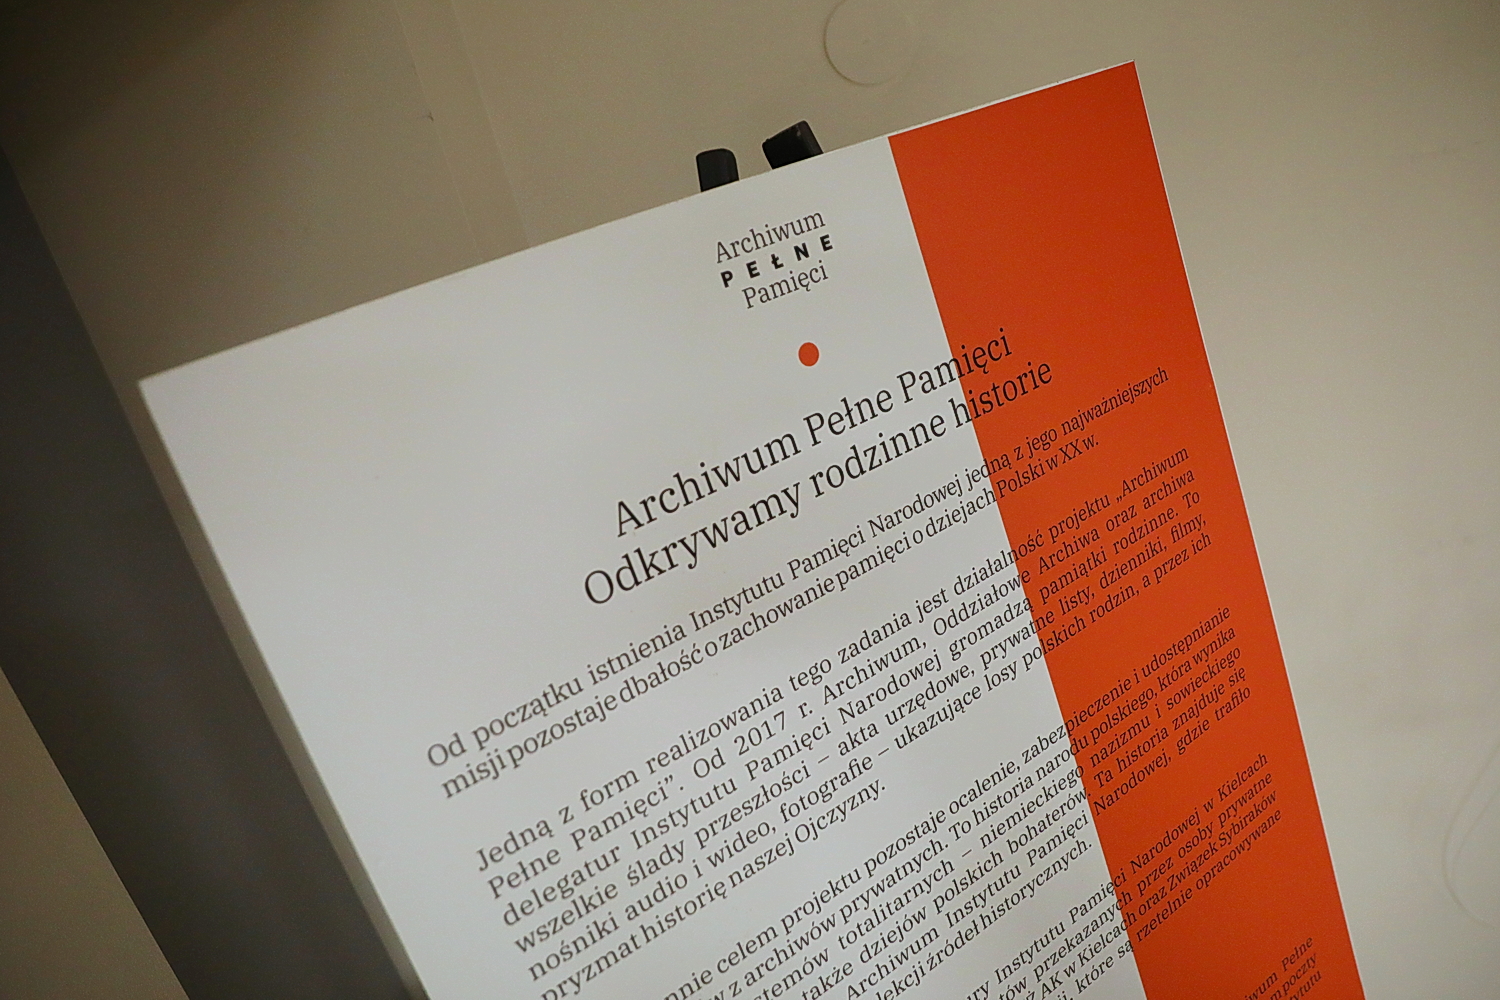 Archiwum
PEŁNE
Pamięci
Archiwum Pełne Pamięci
Odkrywamy rodzinne historie
Od początku istnienia Instytutu Pamięci Narodowej jedną z jego najważniejszych
misji pozostaje dbałość o zachowanie pamięci o dziejach Polski w XX w.
Jedną z form realizowania tego zadania jest działalność projektu „Archiwum
Pełne Pamięci”. Od 2017 r. Archiwum, Oddziałowe Archiwa oraz archiwa
delegatur Instytutu Pamięci Narodowej gromadzą pamiątki rodzinne. To
wszelkie ślady przeszłości – akta urzędowe, prywatne listy, dzienniki, filmy,
nośniki audio i wideo, fotografie – ukazujące losy polskich rodzin, a przez ich
pryzmat historię naszej Ojczyzny.
celem projektu pozostaje ocalenie, zabezpieczenie i udostępnianie
z archiwów prywatnych. To historia narodu polskiego, która wynika
totalitarnych – niemieckiego nazizmu i sowieckiego
także dziejów polskich bohaterów. Ta historia znajduje się
Archiwum Instytutu Pamięci Narodowej, gdzie trafiło
źródeł historycznych.
Instytutu Pamięci Narodowej w Kielcach
przekazanych przez osoby prywatne
AK w Kielcach oraz Związek Sybiraków
które są rzetelnie opracowywane
Pełne
poczty